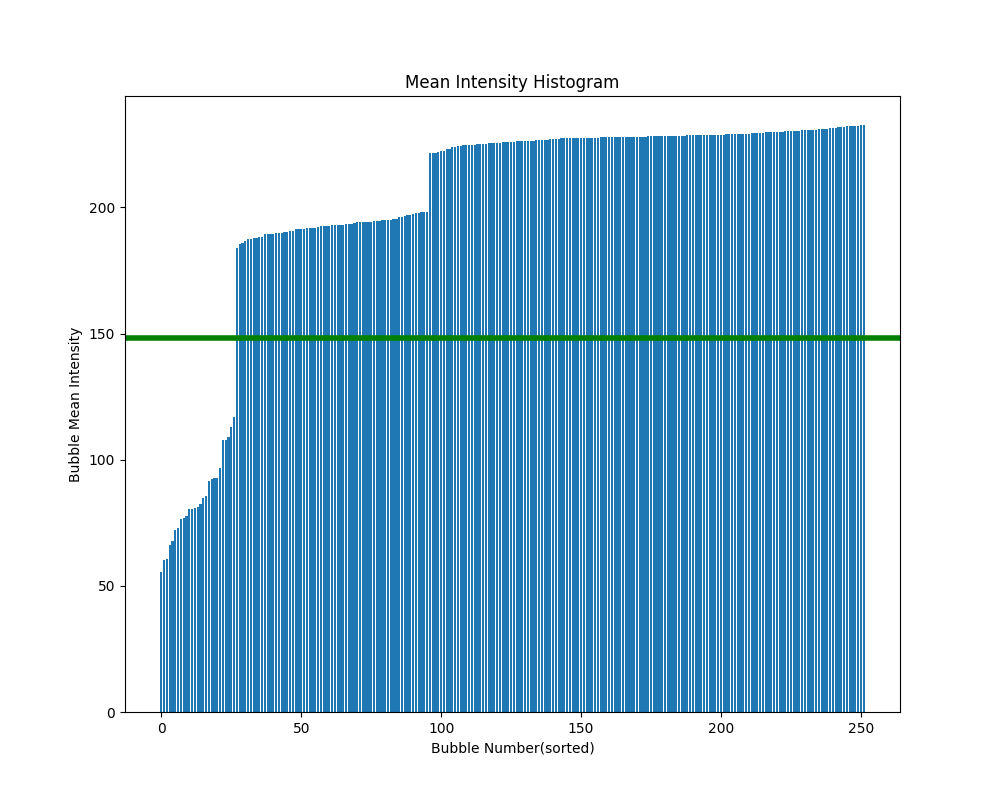 Mean Intensity Histogram
Bubble Mean Intensity
200
150
100
50
0
0 50 100 150 200 250
Bubble Number(sorted)